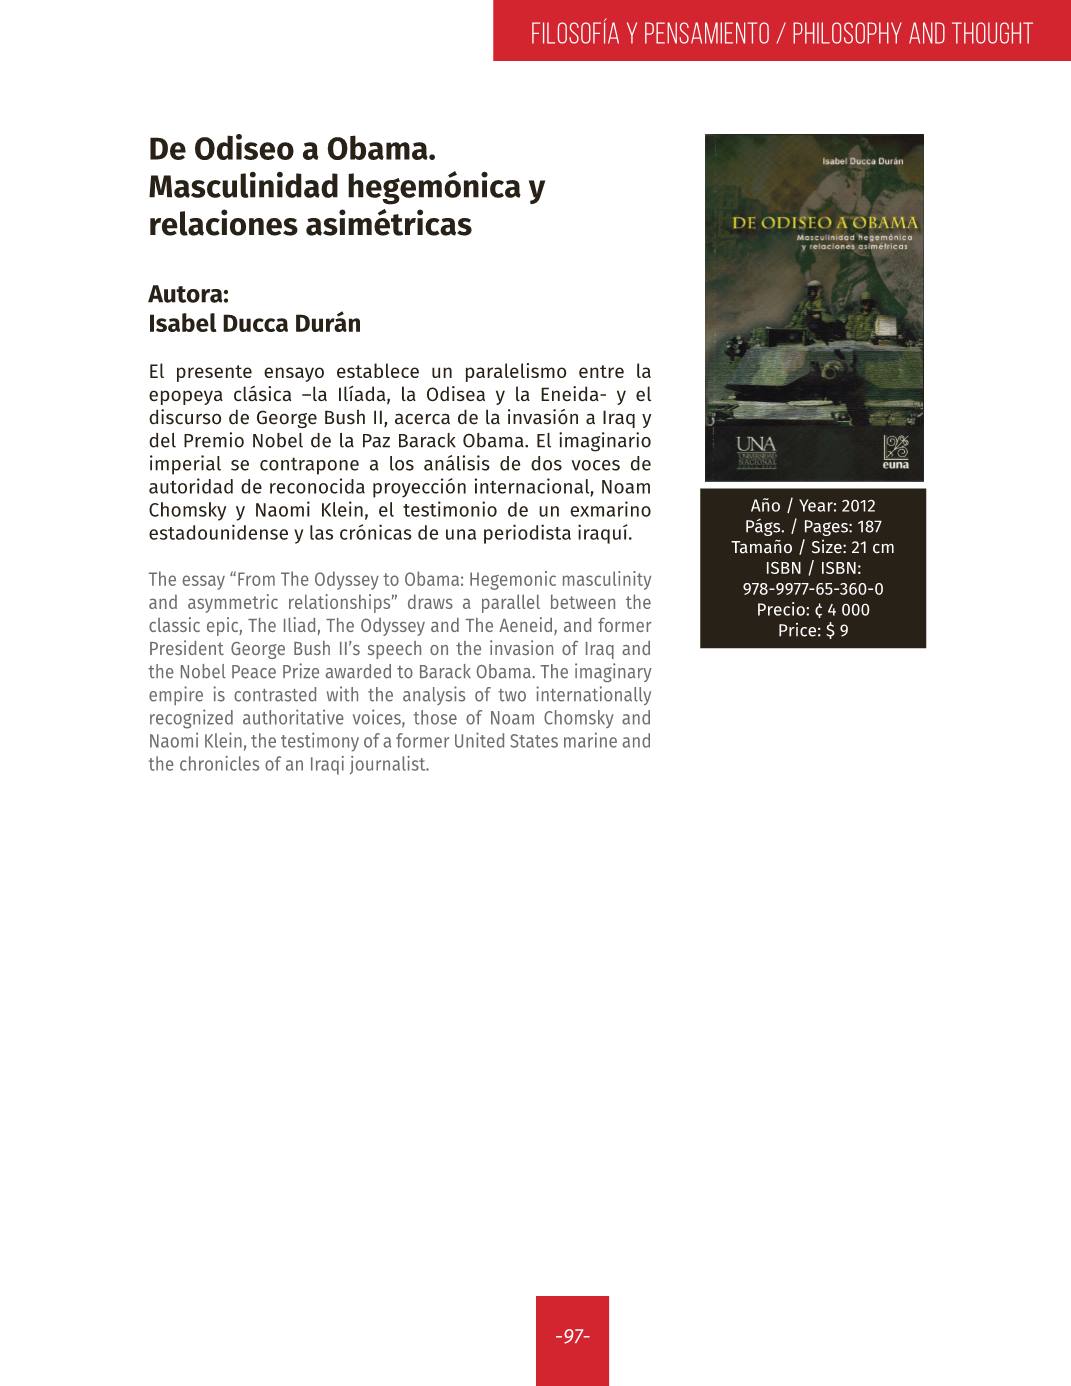 FILOSOFÍA Y PENSAMIENTO / PHILOSOPHY AND THOUGHT
De Odiseo a Obama.
Masculinidad hegemónica y
relaciones asimétricas
Autora:
Isabel Ducca Durán
El presente ensayo establece un paralelismo entre la
epopeya clásica –la Ilíada, la Odisea y la Eneida- y el
discurso de George Bush II, acerca de la invasión a Iraq y
del Premio Nobel de la Paz Barack Obama. El imaginario
imperial se contrapone a los análisis de dos voces de
autoridad de reconocida proyección internacional, Noam
Chomsky y Naomi Klein, el testimonio de un exmarino
estadounidense y las crónicas de una periodista iraquí.
The essay “From The Odyssey to Obama: Hegemonic masculinity
and asymmetric relationships” draws a parallel between the
classic epic, The Iliad, The Odyssey and The Aeneid, and former
President George Bush II’s speech on the invasion of Iraq and
the Nobel Peace Prize awarded to Barack Obama. The imaginary
empire is contrasted with the analysis of two internationally
recognized authoritative voices, those of Noam Chomsky and
Naomi Klein, the testimony of a former United States marine and
the chronicles of an Iraqi journalist.
Isabel Ducca Durán
DE ODISEO A OBAMA
Masculinidad hegemónica
y relaciones asimétricas
UNA
UNIVERSIDAD
NACIONAL
euna
Año / Year: 2012
Págs. / Pages: 187
Tamaño / Size: 21 cm
ISBN / ISBN:
978-9977-65-360-0
Precio: ¢ 4 000
Price: $ 9
-97-